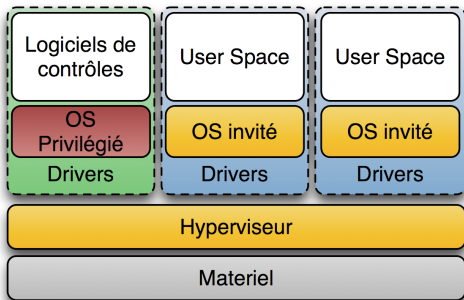 Logiciels de
contrôles
User Space
User Space
OS
Privilégié
OS invité
OS invité
Drivers
Drivers
Drivers
Hyperviseur
Materiel